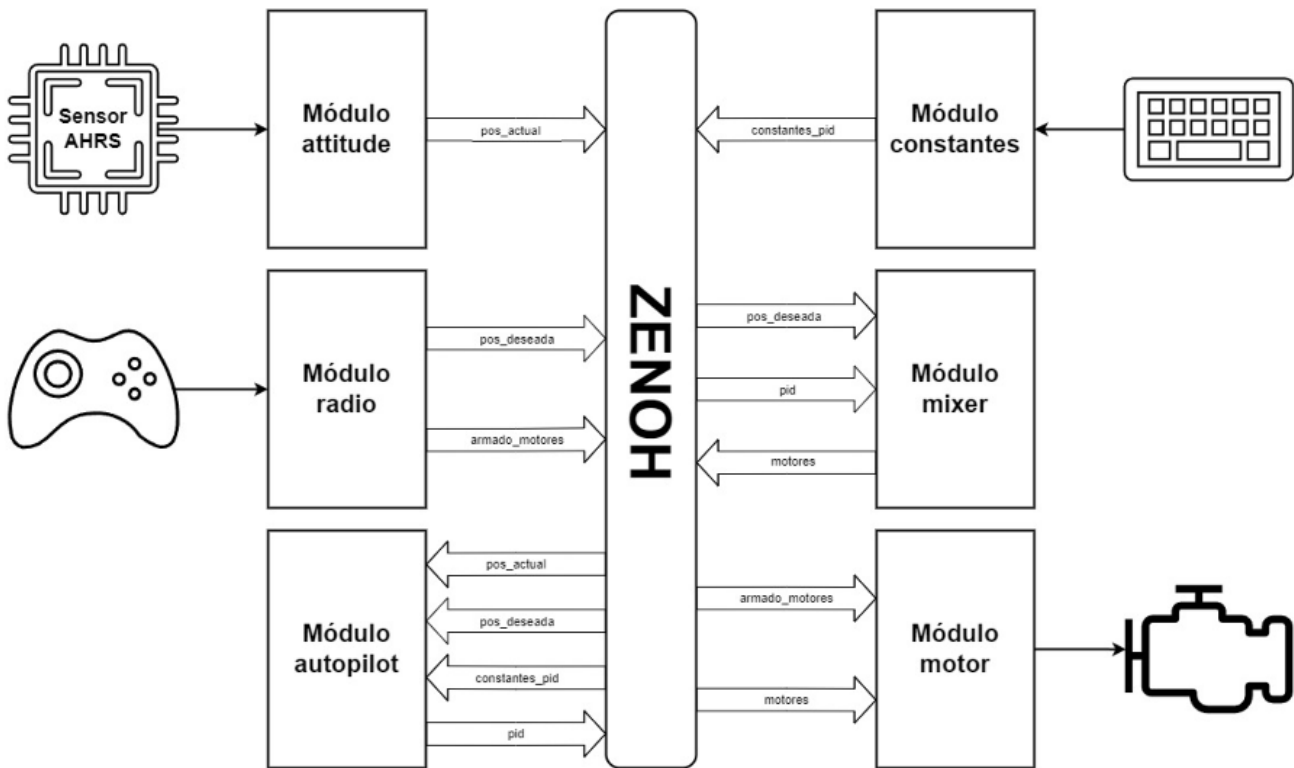 Sensor
AHRS
Módulo
attitude
pos_actual
constantes_pid
Módulo
constantes
Módulo
radio
pos_deseada
armado_motores
ZENOH
pos_deseada
pid
motores
Módulo
mixer
Módulo
autopilot
pos_actual
pos_deseada
constantes_pid
pid
armado_motores
motores
Módulo
motor